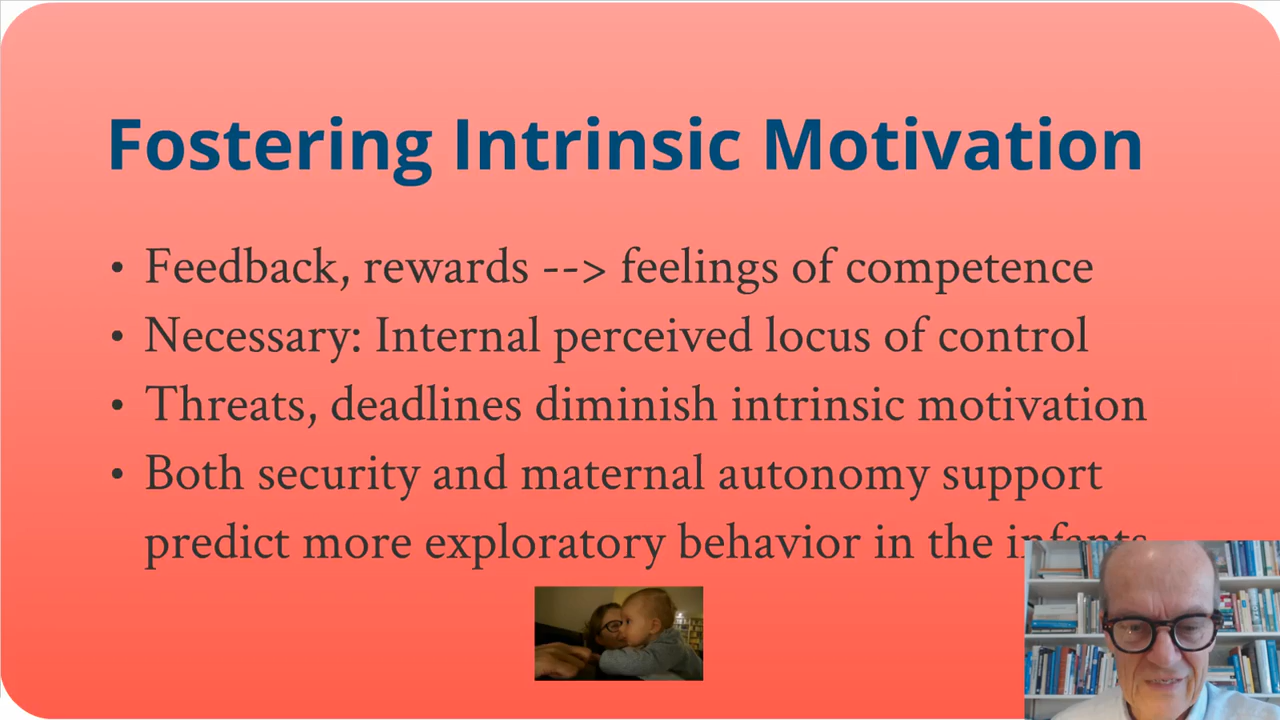 Fostering Intrinsic Motivation
• Feedback, rewards --> feelings of competence
• Necessary: Internal perceived locus of control
• Threats, deadlines diminish intrinsic motivation
• Both security and maternal autonomy support
predict more exploratory behavior in the infants